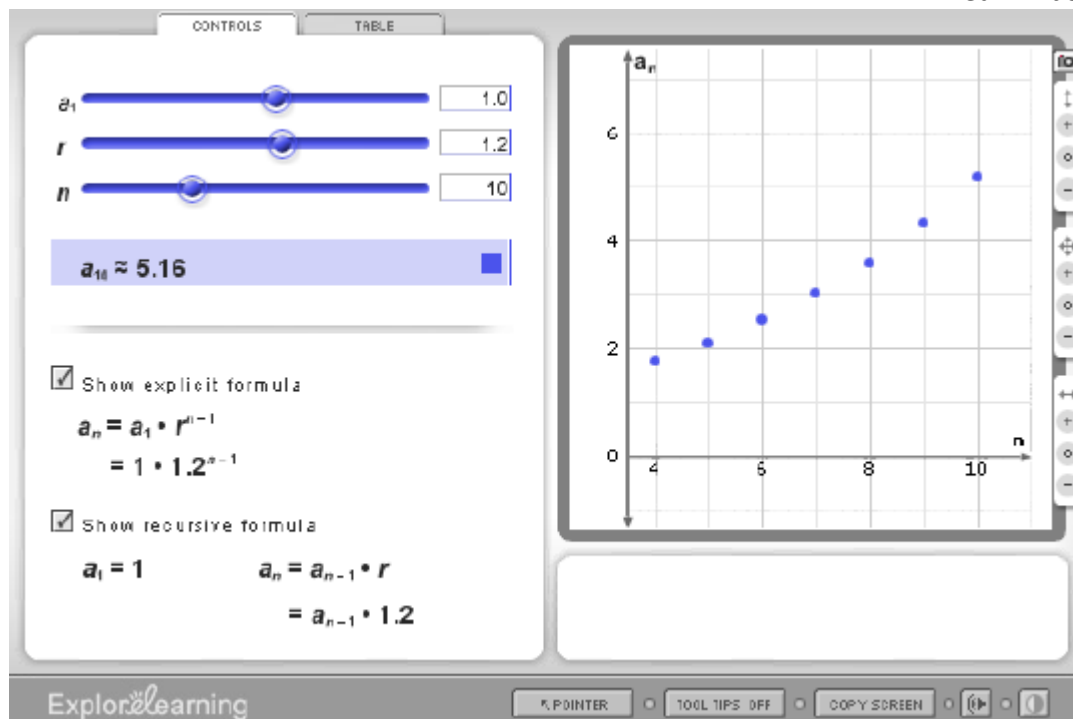 CONTROLS
TABLE
a₁
1.0
r
1.2
n
10
a₁₀ ≈ 5.16
Show explicit formula
aₙ = a₁ • rⁿ⁻¹
= 1 • 1.2ⁿ⁻¹
Show recursive formula
a₁ = 1
aₙ = aₙ₋₁ • r
= aₙ₋₁ • 1.2
aₙ
6
4
2
0
4
6
8
10
n
ExploreLearning
POINTER
TOOL TIPS OFF
COPY SCREEN